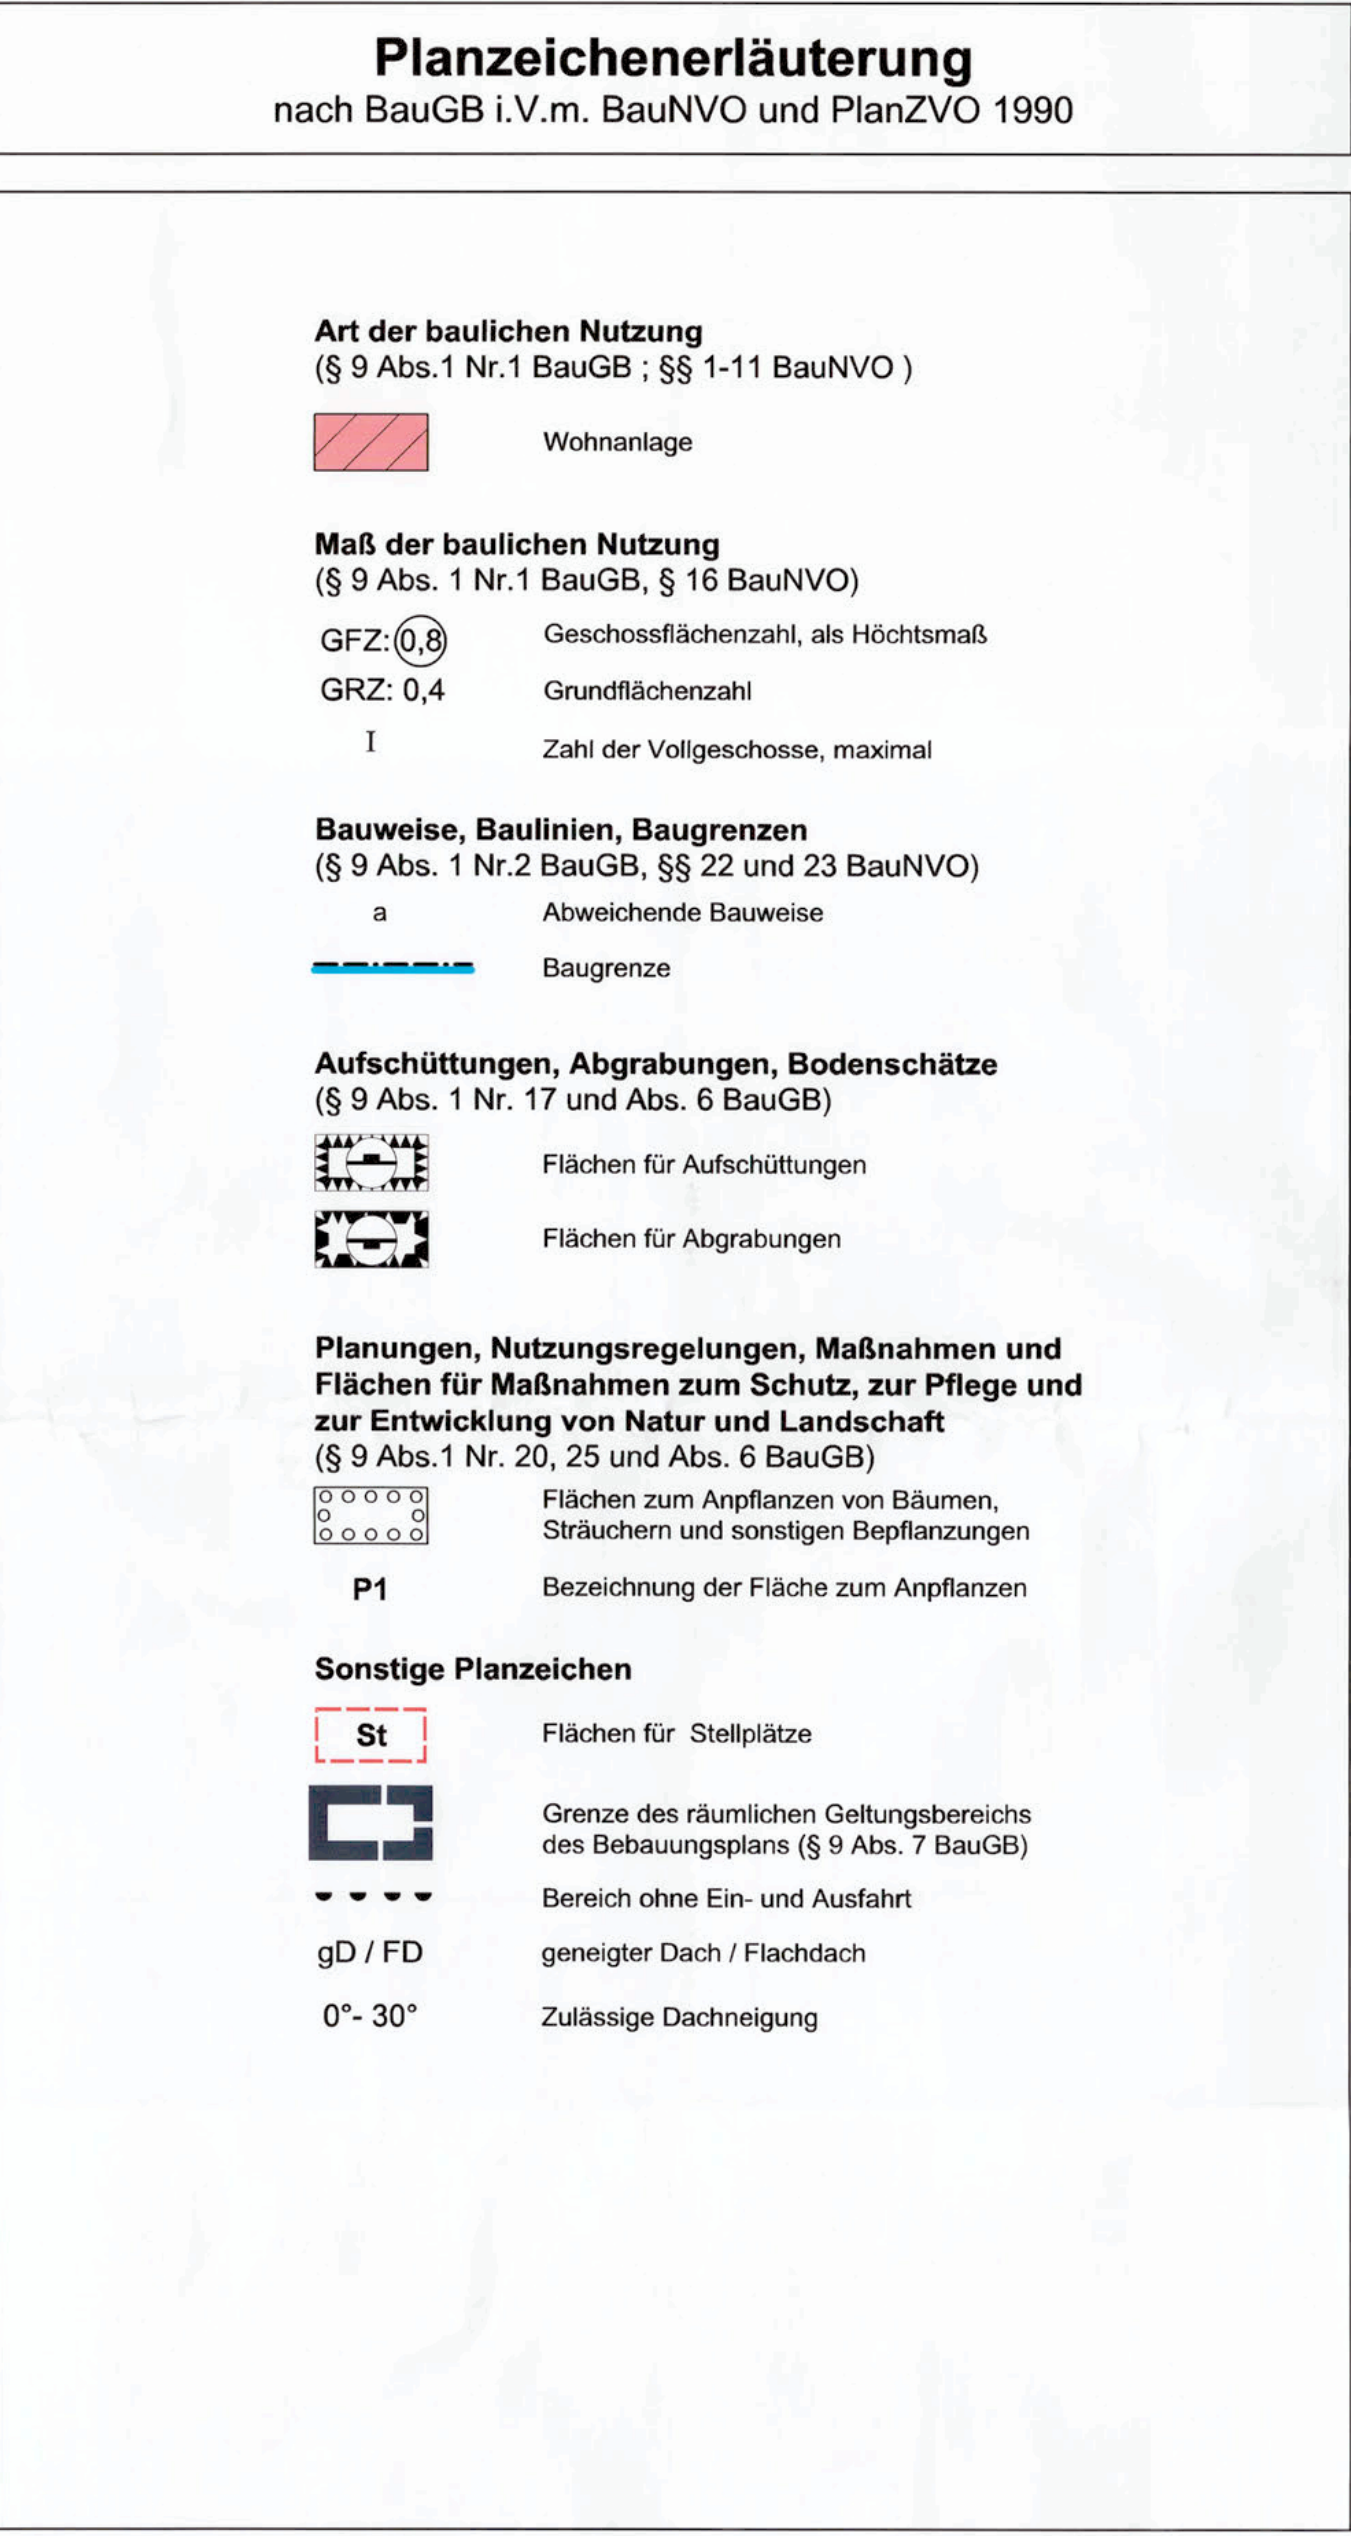 Planzeichenerläuterung
nach BauGB i.V.m. BauNVO und PlanZVO 1990
Art der baulichen Nutzung
(§ 9 Abs.1 Nr.1 BauGB ; §§ 1-11 BauNVO )
Wohnanlage
Maß der baulichen Nutzung
(§ 9 Abs. 1 Nr.1 BauGB, § 16 BauNVO)
GFZ: 0,8 Geschossflächenzahl, als Höchtsmaß
GRZ: 0,4 Grundflächenzahl
I Zahl der Vollgeschosse, maximal
Bauweise, Baulinien, Baugrenzen
(§ 9 Abs. 1 Nr.2 BauGB, §§ 22 und 23 BauNVO)
a Abweichende Bauweise
Baugrenze
Aufschüttungen, Abgrabungen, Bodenschätze
(§ 9 Abs. 1 Nr. 17 und Abs. 6 BauGB)
Flächen für Aufschüttungen
Flächen für Abgrabungen
Planungen, Nutzungsregelungen, Maßnahmen und
Flächen für Maßnahmen zum Schutz, zur Pflege und
zur Entwicklung von Natur und Landschaft
(§ 9 Abs.1 Nr. 20, 25 und Abs. 6 BauGB)
Flächen zum Anpflanzen von Bäumen,
Sträuchern und sonstigen Bepflanzungen
P1 Bezeichnung der Fläche zum Anpflanzen
Sonstige Planzeichen
St Flächen für Stellplätze
Grenze des räumlichen Geltungsbereichs
des Bebauungsplans (§ 9 Abs. 7 BauGB)
Bereich ohne Ein- und Ausfahrt
gD / FD geneigter Dach / Flachdach
0°- 30° Zulässige Dachneigung